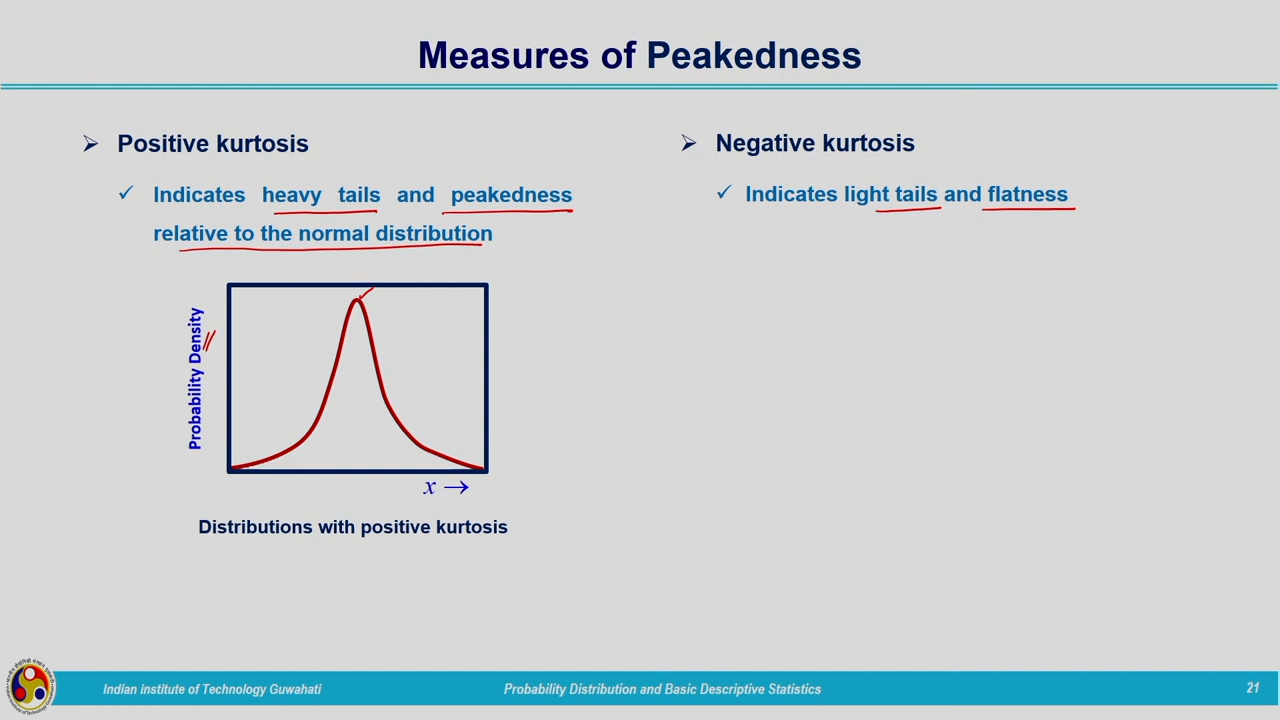 Measures of Peakedness
Positive kurtosis
Indicates heavy tails and peakedness
relative to the normal distribution
Probability Density
x →
Distributions with positive kurtosis
Negative kurtosis
Indicates light tails and flatness
Indian institute of Technology Guwahati
Probability Distribution and Basic Descriptive Statistics
21